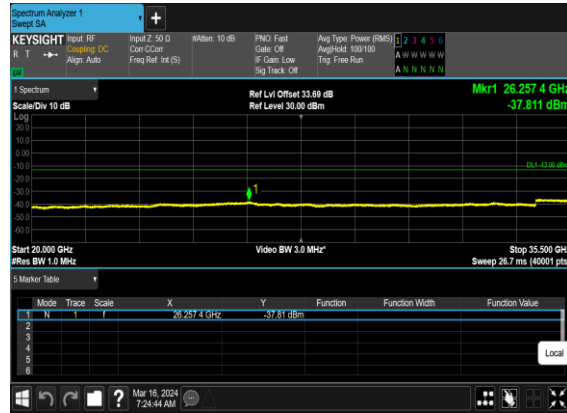 Spectrum Analyzer 1
Swept SA
+
KEYSIGHT
R T
LXI
Input: RF
Coupling: DC
Align: Auto
Input Z: 50 Ω
Corr CCorr
Freq Ref: Int (S)
#Atten: 10 dB
PNO: Fast
Gate: Off
IF Gain: Low
Sig Track: Off
Avg Type: Power (RMS)
Avg|Hold: 100/100
Trig: Free Run
1 2 3 4 5 6
A W W W W W
A N N N N N
1 Spectrum
Scale/Div 10 dB
Ref Lvl Offset 33.69 dB
Ref Level 30.00 dBm
Mkr1 26.257 4 GHz
-37.811 dBm
Log
20.0
10.0
0.00
-10.0
DL1 -13.00 dBm
-20.0
-30.0
1
-40.0
-50.0
-60.0
Start 20.000 GHz
#Res BW 1.0 MHz
Video BW 3.0 MHz*
Stop 35.500 GHz
Sweep 26.7 ms (40001 pts)
5 Marker Table
Mode Trace Scale X Y Function Function Width Function Value
1 N 1 f 26.257 4 GHz -37.81 dBm
2
3
4
5
6
Local
?
Mar 16, 2024
7:24:44 AM